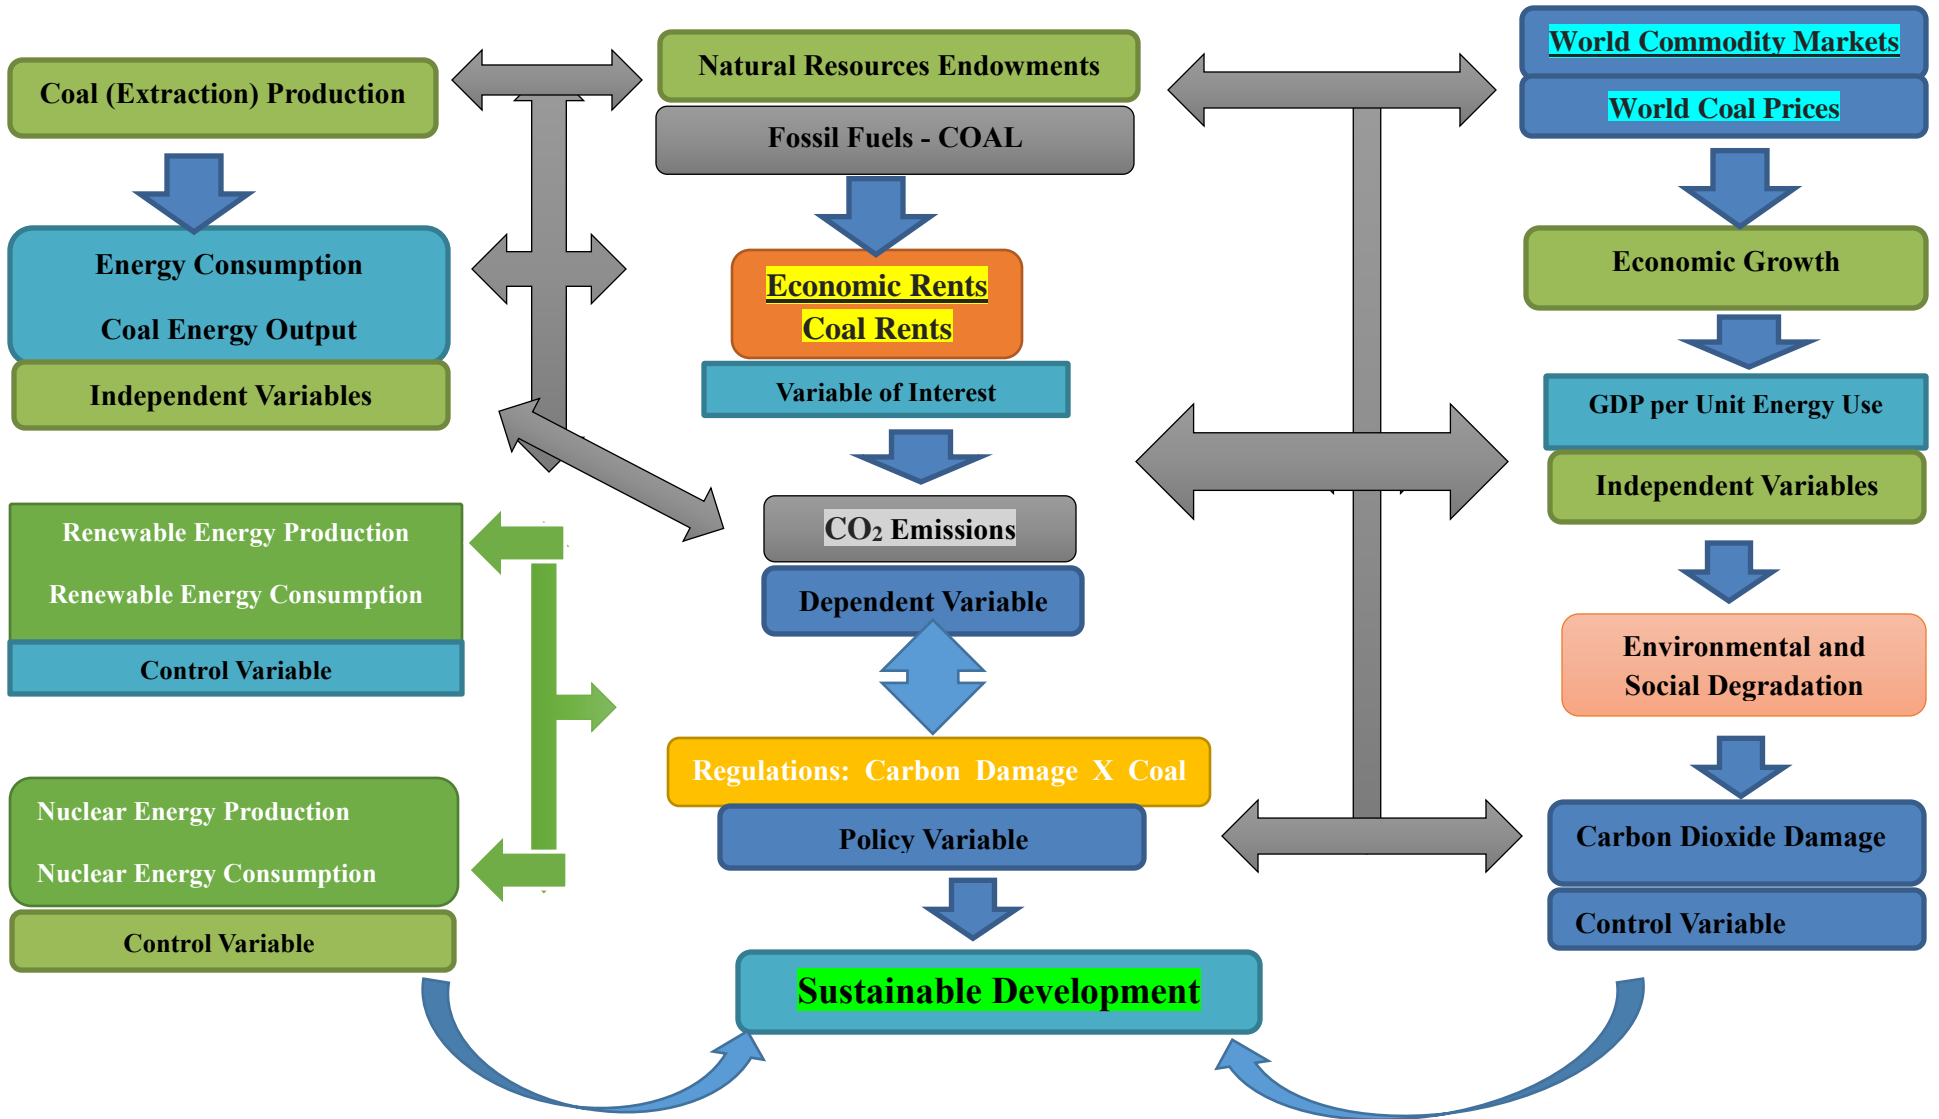 Coal (Extraction) Production
Energy Consumption
Coal Energy Output
Independent Variables
Renewable Energy Production
Renewable Energy Consumption
Control Variable
Nuclear Energy Production
Nuclear Energy Consumption
Control Variable
Natural Resources Endowments
Fossil Fuels - COAL
Economic Rents
Coal Rents
Variable of Interest
CO₂ Emissions
Dependent Variable
Regulations: Carbon Damage X Coal
Policy Variable
Sustainable Development
World Commodity Markets
World Coal Prices
Economic Growth
GDP per Unit Energy Use
Independent Variables
Environmental and
Social Degradation
Carbon Dioxide Damage
Control Variable